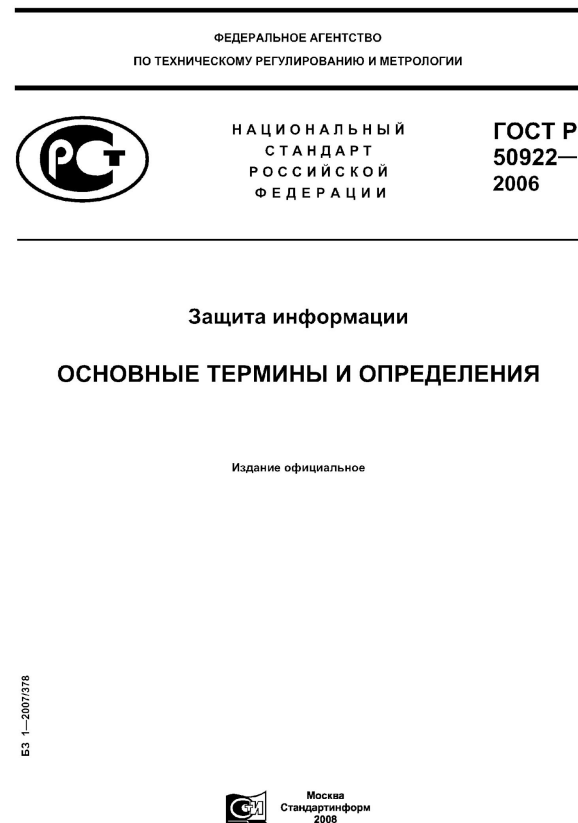 ФЕДЕРАЛЬНОЕ АГЕНТСТВО
ПО ТЕХНИЧЕСКОМУ РЕГУЛИРОВАНИЮ И МЕТРОЛОГИИ
РСТ
НАЦИОНАЛЬНЫЙ
СТАНДАРТ
РОССИЙСКОЙ
ФЕДЕРАЦИИ
ГОСТ Р
50922—
2006
Защита информации
ОСНОВНЫЕ ТЕРМИНЫ И ОПРЕДЕЛЕНИЯ
Издание официальное
БЗ 1—2007/378
Москва
Стандартинформ
2008